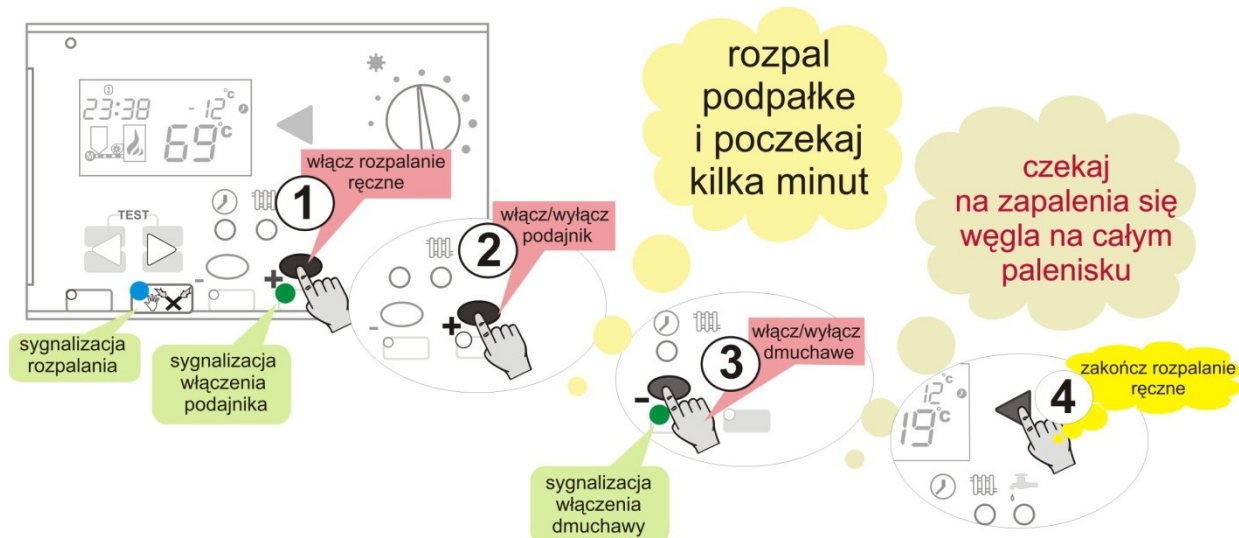 3
23:38
-12°C
69°C
M
TEST
-
+
1
włącz rozpalanie
ręczne
sygnalizacja
rozpalania
sygnalizacja
włączenia
podajnika
2
włącz/wyłącz
podajnik
-
+
rozpal
podpałke
i poczekaj
kilka minut
3
włącz/wyłącz
dmuchawe
-
sygnalizacja
włączenia
dmuchawy
czekaj
na zapalenia się
węgla na całym
palenisku
4
zakończ rozpalanie
ręczne
12°C
19°C